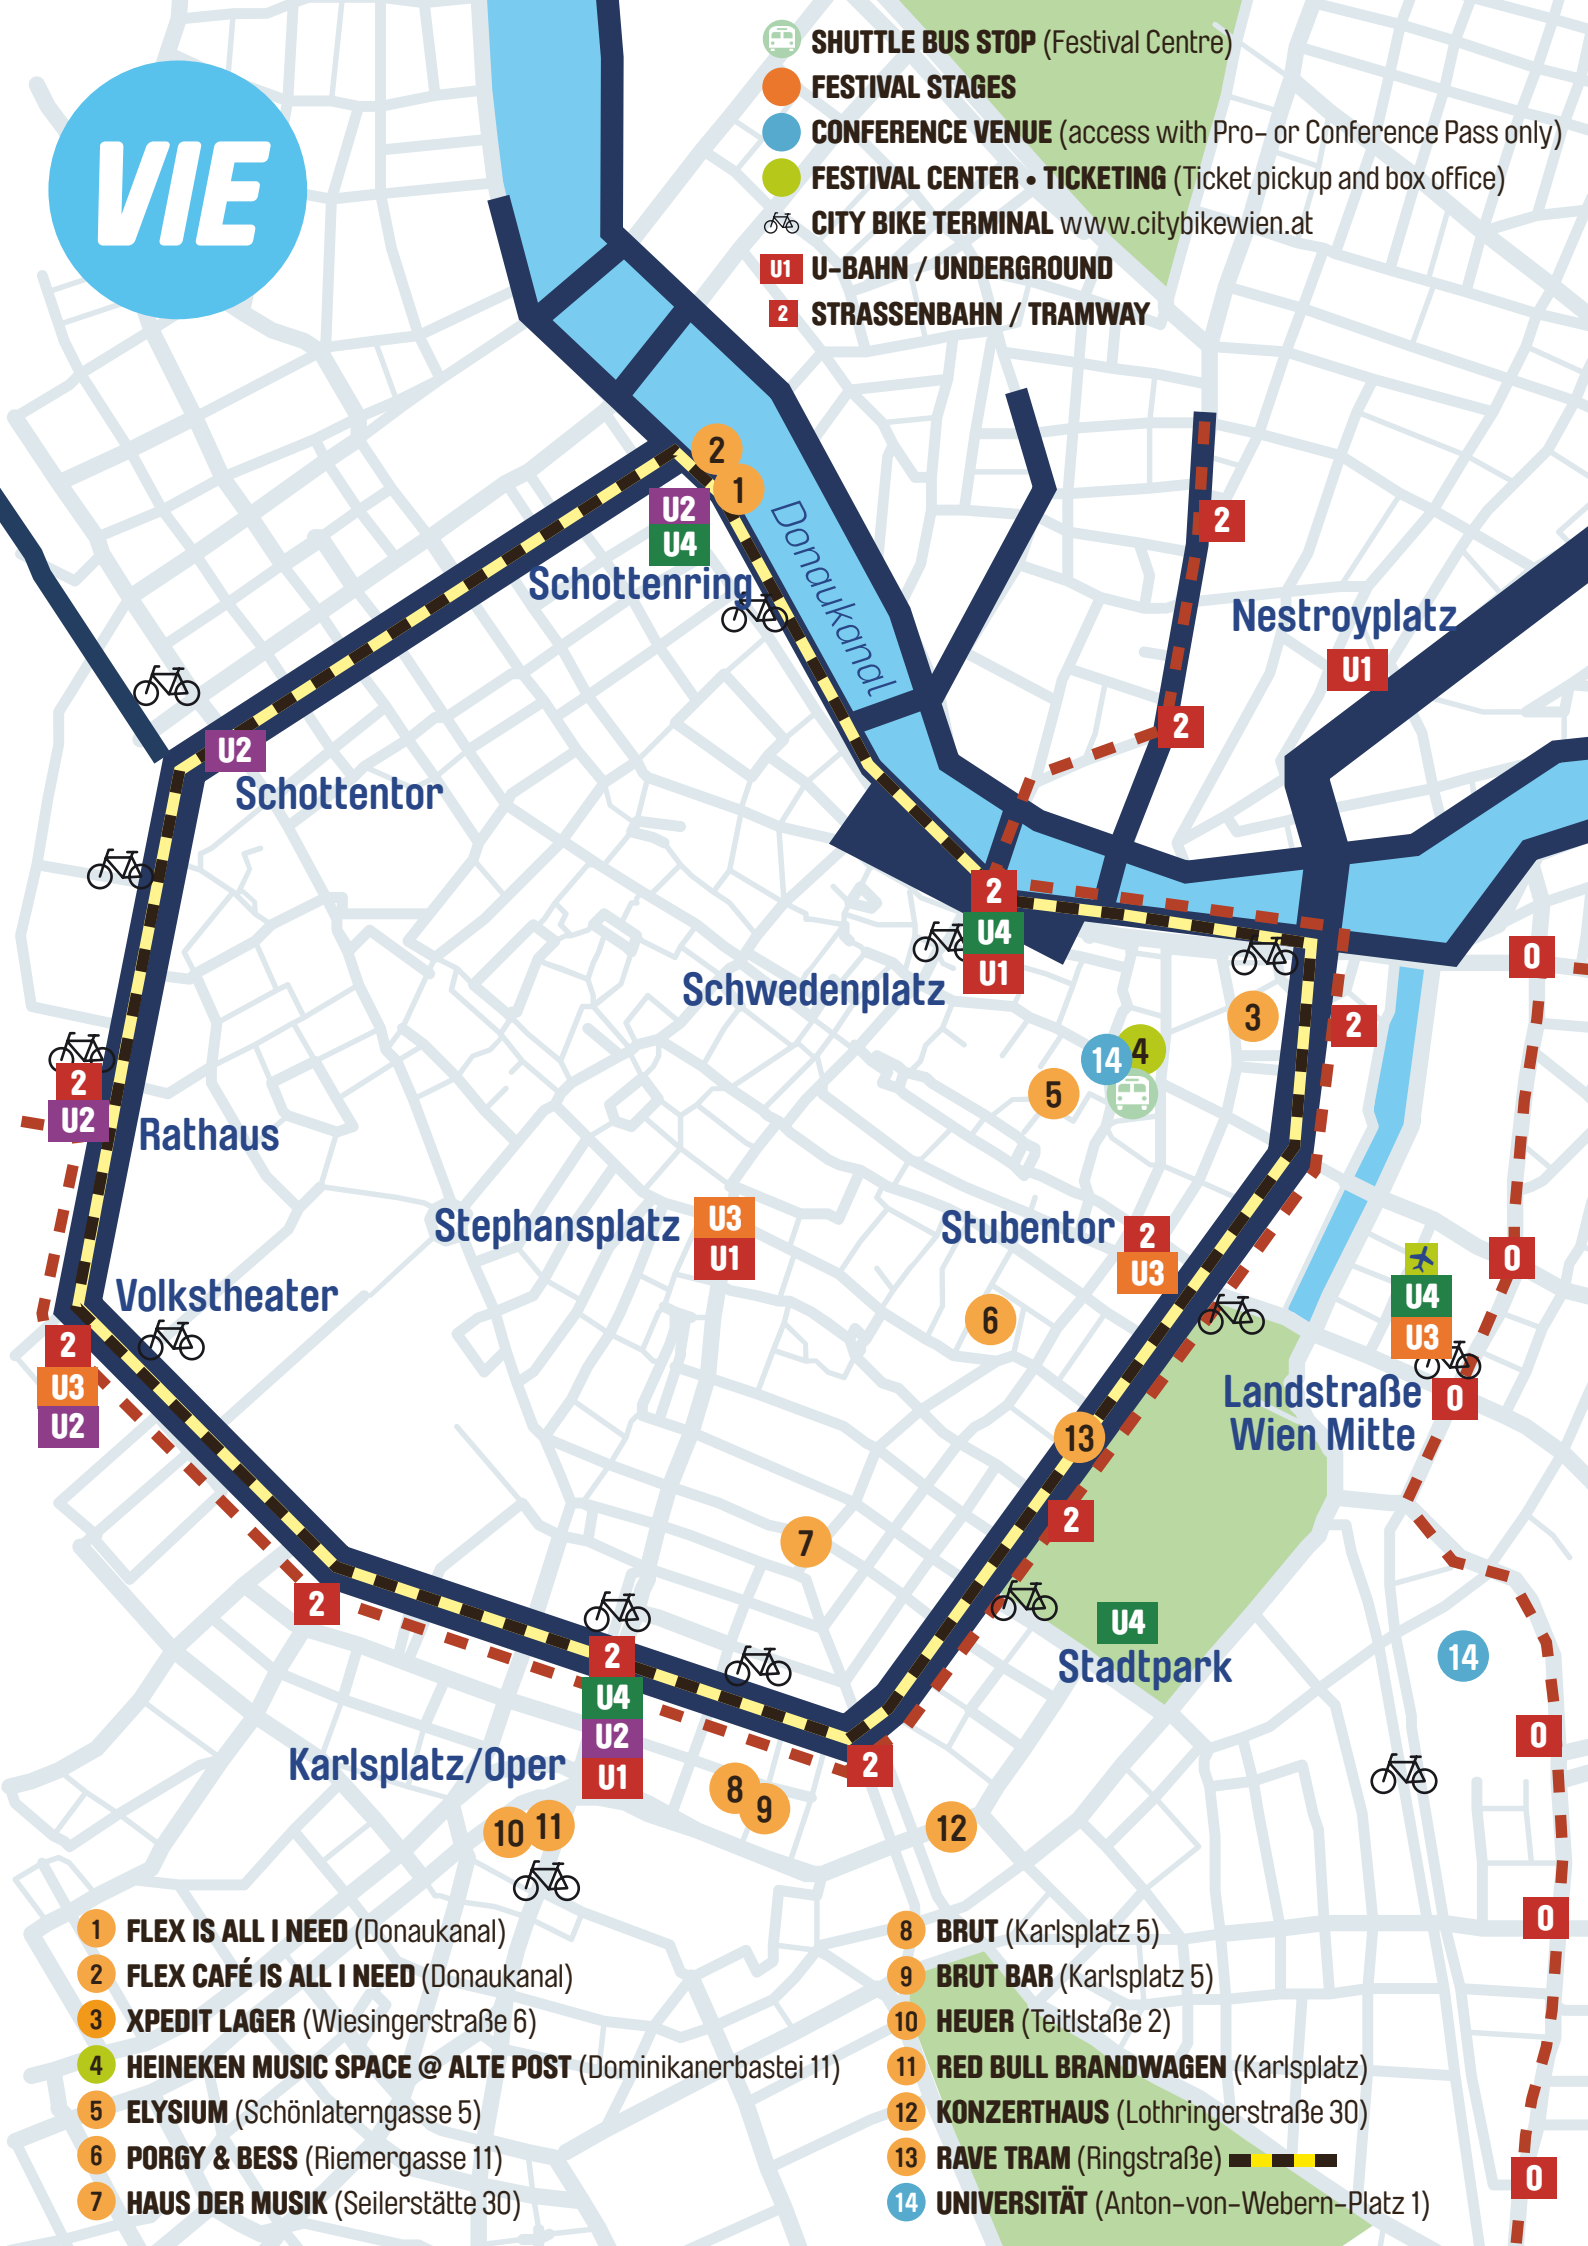 VIE
SHUTTLE BUS STOP (Festival Centre)
FESTIVAL STAGES
CONFERENCE VENUE (access with Pro- or Conference Pass only)
FESTIVAL CENTER • TICKETING (Ticket pickup and box office)
CITY BIKE TERMINAL www.citybikewien.at
U1 U-BAHN / UNDERGROUND
2 STRASSENBAHN / TRAMWAY
2
1
U2
U4
Schottenring
Donaukanal
2
Nestroyplatz
U1
2
U2
Schottentor
2
U4
U1
Schwedenplatz
0
3
2
14
4
5
2
U2
Rathaus
Stephansplatz
U3
U1
Stubentor
2
U3
0
U4
U3
Landstraße
Wien Mitte
0
Volkstheater
2
U3
U2
6
13
2
7
2
U4
Stadtpark
14
0
2
U4
U2
U1
Karlsplatz/Oper
2
8
9
10
11
12
0
0
1 FLEX IS ALL I NEED (Donaukanal)
2 FLEX CAFÉ IS ALL I NEED (Donaukanal)
3 XPEDIT LAGER (Wiesingerstraße 6)
4 HEINEKEN MUSIC SPACE @ ALTE POST (Dominikanerbastei 11)
5 ELYSIUM (Schönlaterngasse 5)
6 PORGY & BESS (Riemergasse 11)
7 HAUS DER MUSIK (Seilerstätte 30)
8 BRUT (Karlsplatz 5)
9 BRUT BAR (Karlsplatz 5)
10 HEUER (Teitlstaße 2)
11 RED BULL BRANDWAGEN (Karlsplatz)
12 KONZERTHAUS (Lothringerstraße 30)
13 RAVE TRAM (Ringstraße)
14 UNIVERSITÄT (Anton-von-Webern-Platz 1)